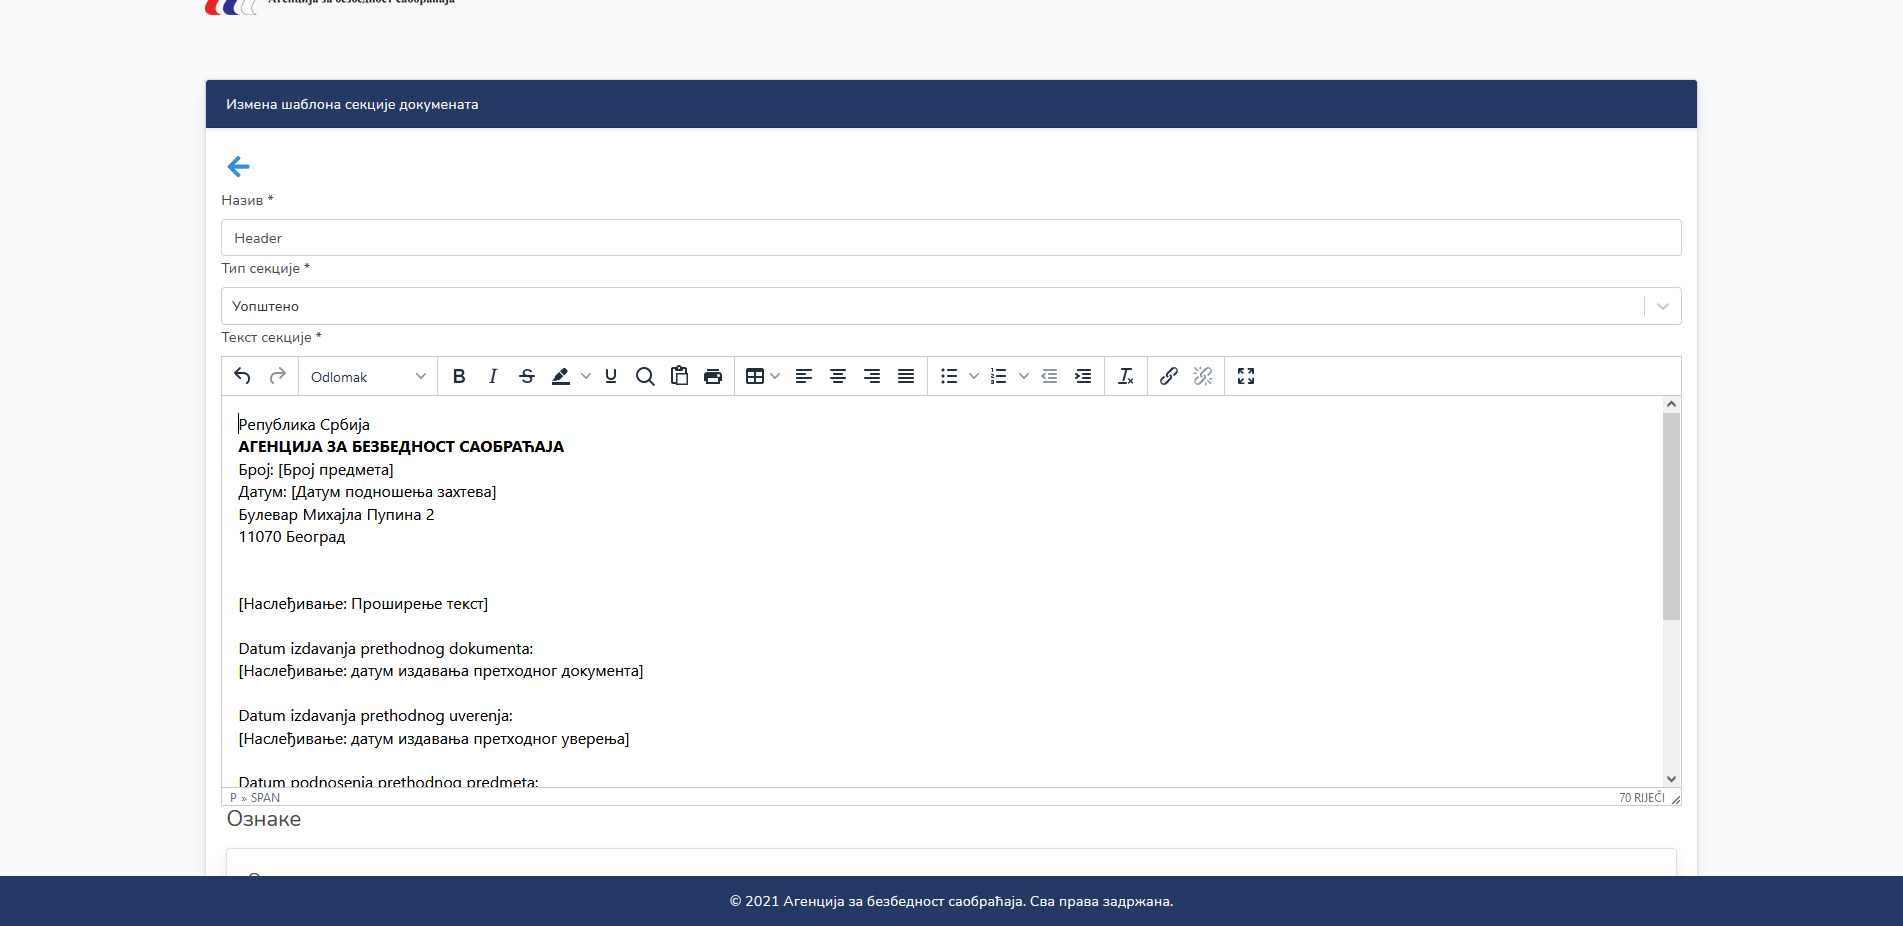 Агенција за безбедност саобраћаја
Измена шаблона секције докумената
Назив *
Header
Тип секције *
Уопштено
Текст секције *
Odlomak
Република Србија
АГЕНЦИЈА ЗА БЕЗБЕДНОСТ САОБРАЋАЈА
Број: [Број предмета]
Датум: [Датум подношења захтева]
Булевар Михајла Пупина 2
11070 Београд
[Наслеђивање: Проширење текст]
Datum izdavanja prethodnog dokumenta:
[Наслеђивање: датум издавања претходног документа]
Datum izdavanja prethodnog uverenja:
[Наслеђивање: датум издавања претходног уверења]
Datum podnosenja prethodnog predmeta:
P » SPAN
70 RIJEČI
Ознаке
© 2021 Агенција за безбедност саобраћаја. Сва права задржана.